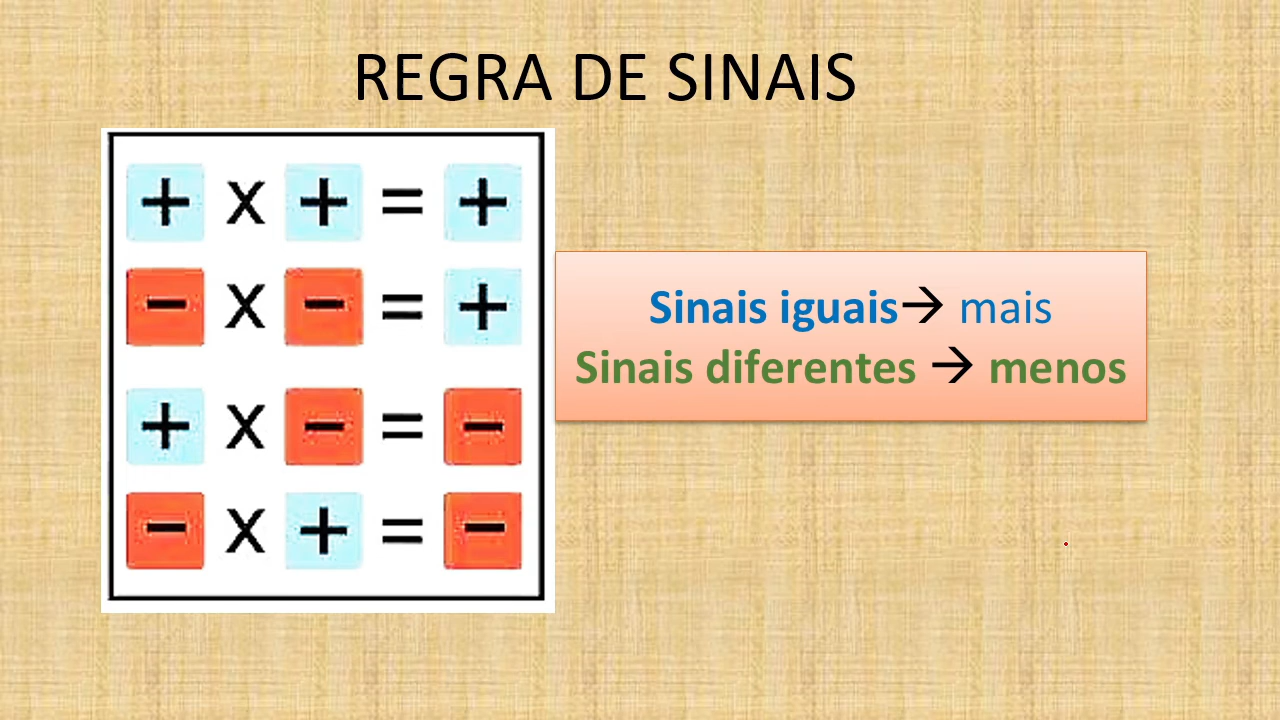 REGRA DE SINAIS
+ x + = +
- x - = +
+ x - = -
- x + = -
Sinais iguais→ mais
Sinais diferentes → menos